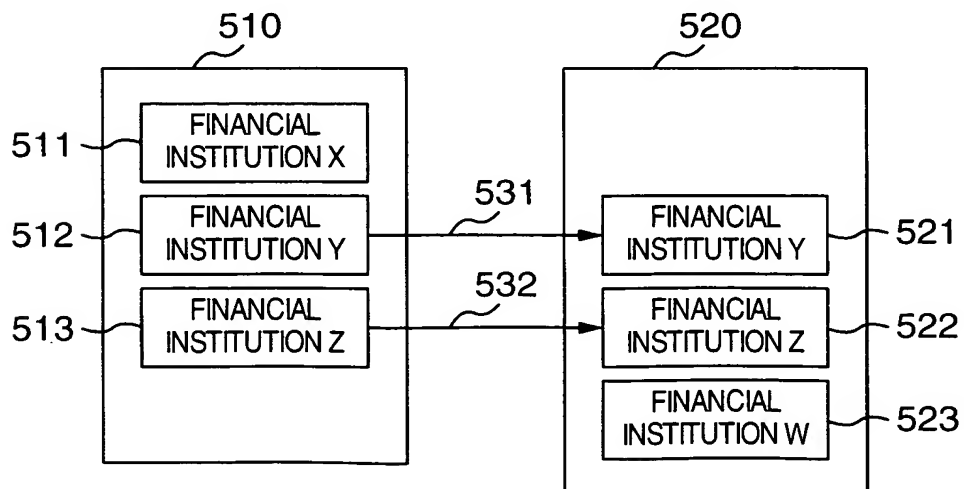 510
520
511
FINANCIAL
INSTITUTION X
512
FINANCIAL
INSTITUTION Y
531
FINANCIAL
INSTITUTION Y
521
513
FINANCIAL
INSTITUTION Z
532
FINANCIAL
INSTITUTION Z
522
FINANCIAL
INSTITUTION W
523